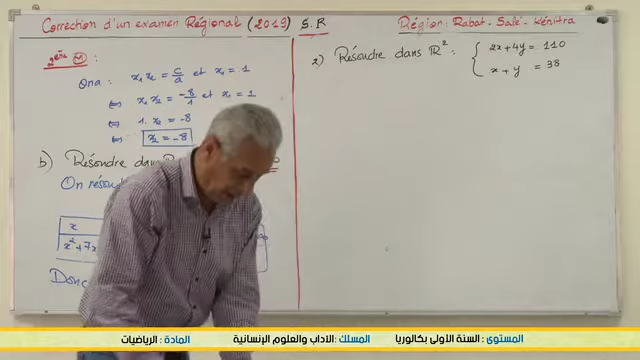 Correction d'un examen Régional (2019) S.R
Région: Rabat-Salé-Kénitra
2ème M
On a : x₁x₂ = c/a et x₁ = 1
⇔ x₁x₂ = -8/1 et x₁ = 1
⇔ 1. x₂ = -8
⇔ x₂ = -8
b) Résoudre dans
On résoud
x
x² + 7x
Donc
2) Résoudre dans ℝ² : { 2x + 4y = 110
x + y = 38
المستوى : السنة الأولى بكالوريا
المسلك :الآداب والعلوم الإنسانية
المادة : الرياضيات